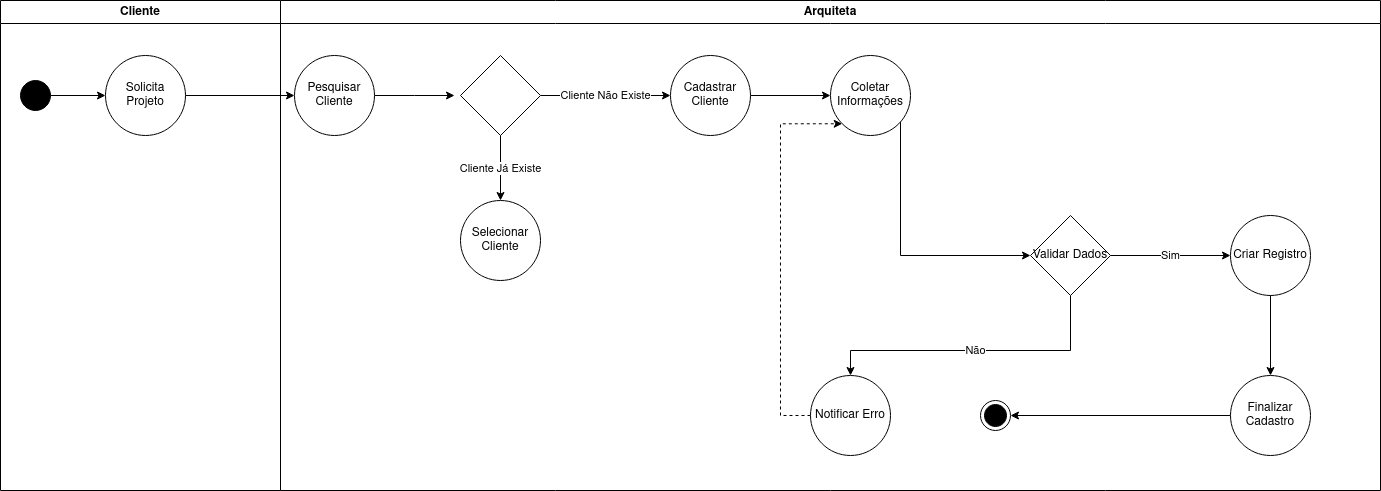 Cliente
Arquiteta
Solicita
Projeto
Pesquisar
Cliente
Cliente Não Existe
Cadastrar
Cliente
Coletar
Informações
Cliente Já Existe
Selecionar
Cliente
Validar Dados
Sim
Criar Registro
Não
Notificar Erro
Finalizar
Cadastro